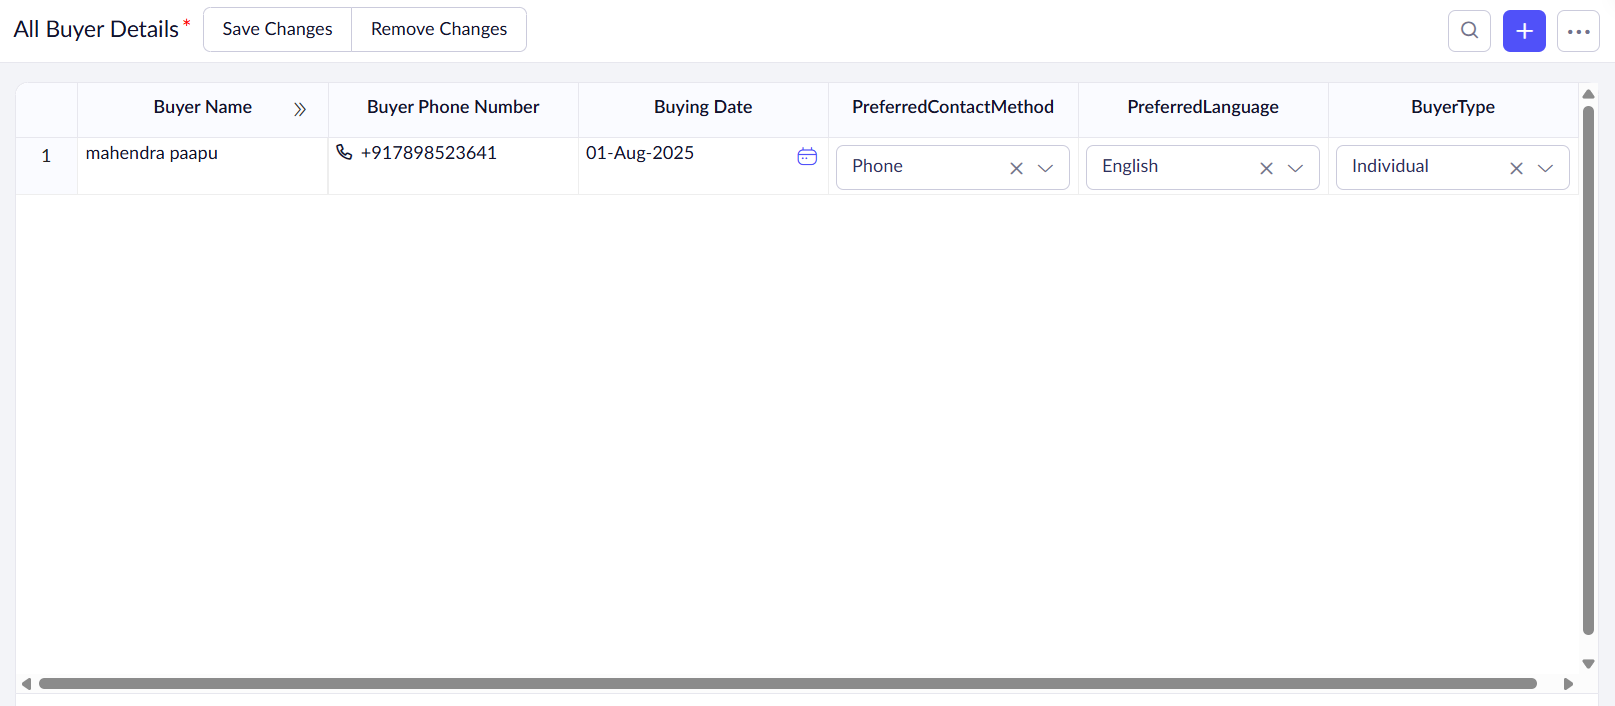 All Buyer Details * Save Changes Remove Changes
Buyer Name Buyer Phone Number Buying Date PreferredContactMethod PreferredLanguage BuyerType
1 mahendra paapu +917898523641 01-Aug-2025 Phone English Individual